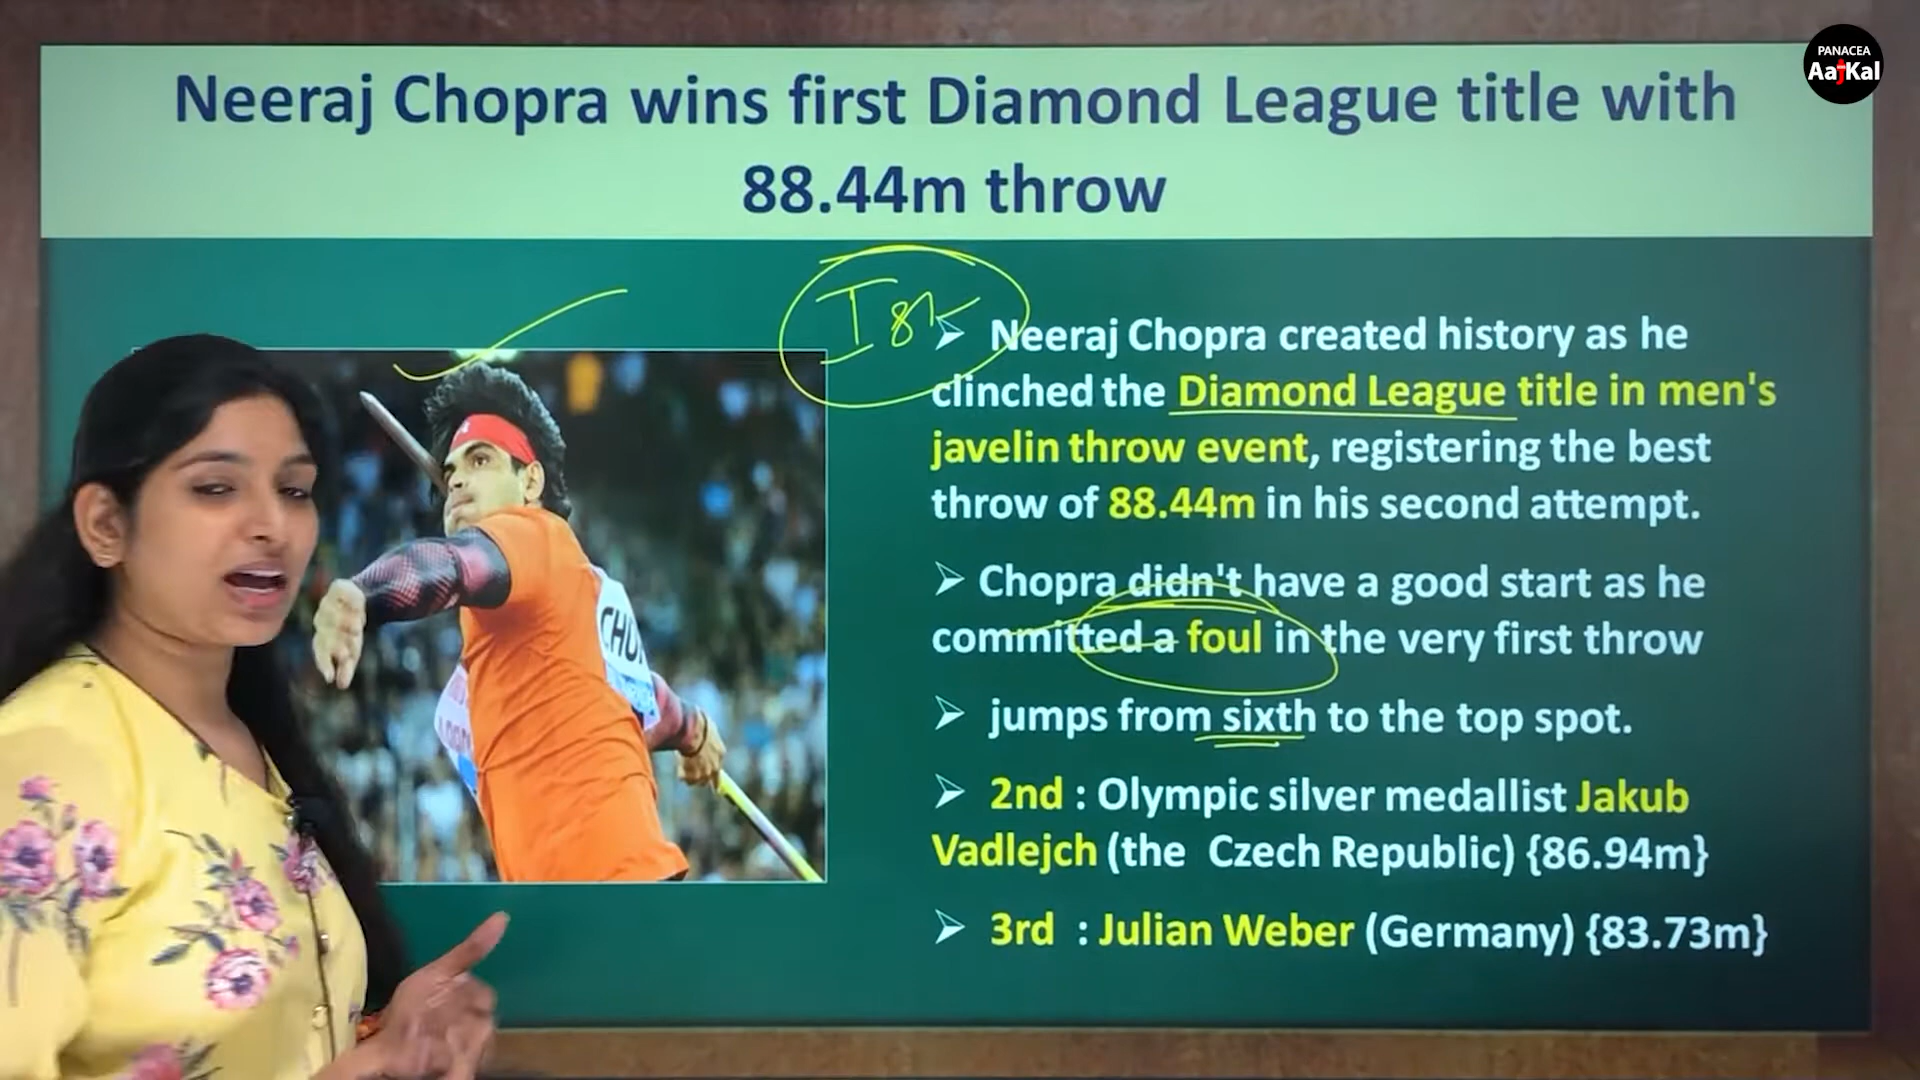 PANACEA
AajKal
Neeraj Chopra wins first Diamond League title with
88.44m throw
Ist
➢ Neeraj Chopra created history as he
clinched the Diamond League title in men's
javelin throw event, registering the best
throw of 88.44m in his second attempt.
➢ Chopra didn't have a good start as he
committed a foul in the very first throw
➢ jumps from sixth to the top spot.
➢ 2nd : Olympic silver medallist Jakub
Vadlejch (the Czech Republic) {86.94m}
➢ 3rd : Julian Weber (Germany) {83.73m}
CHO